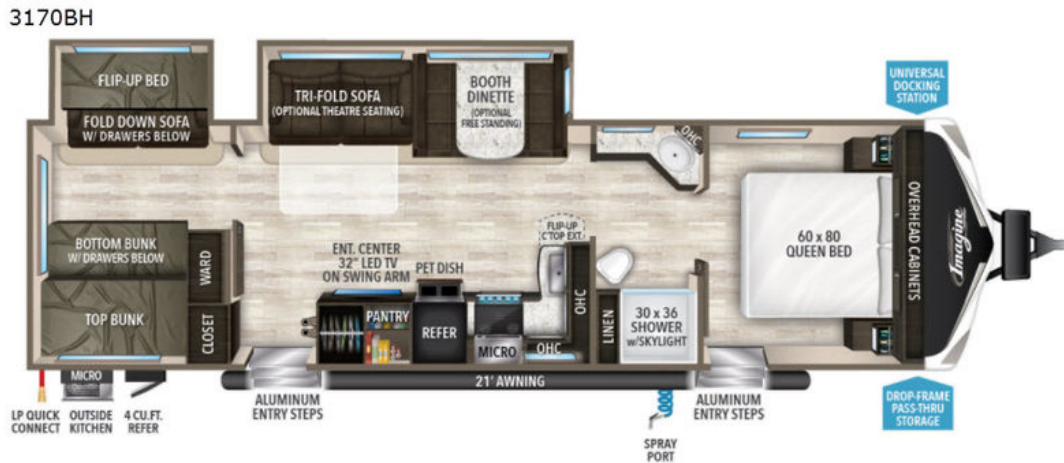 3170BH
FLIP-UP BED
FOLD DOWN SOFA
W/ DRAWERS BELOW
TRI-FOLD SOFA
(OPTIONAL THEATRE SEATING)
BOOTH
DINETTE
(OPTIONAL
FREE STANDING)
OHC
UNIVERSAL
DOCKING
STATION
BOTTOM BUNK
W/ DRAWERS BELOW
WARD
TOP BUNK
CLOSET
ENT. CENTER
32" LED TV
ON SWING ARM
PET DISH
PANTRY
REFER
MICRO
FLIP-UP
C'TOP EXT.
OHC
OHC
LINEN
30 x 36
SHOWER
w/SKYLIGHT
60 x 80
QUEEN BED
OVERHEAD CABINETS
Imagine
21' AWNING
LP QUICK
CONNECT
MICRO
OUTSIDE
KITCHEN
4 CU.FT.
REFER
ALUMINUM
ENTRY STEPS
SPRAY
PORT
ALUMINUM
ENTRY STEPS
DROP-FRAME
PASS-THRU
STORAGE